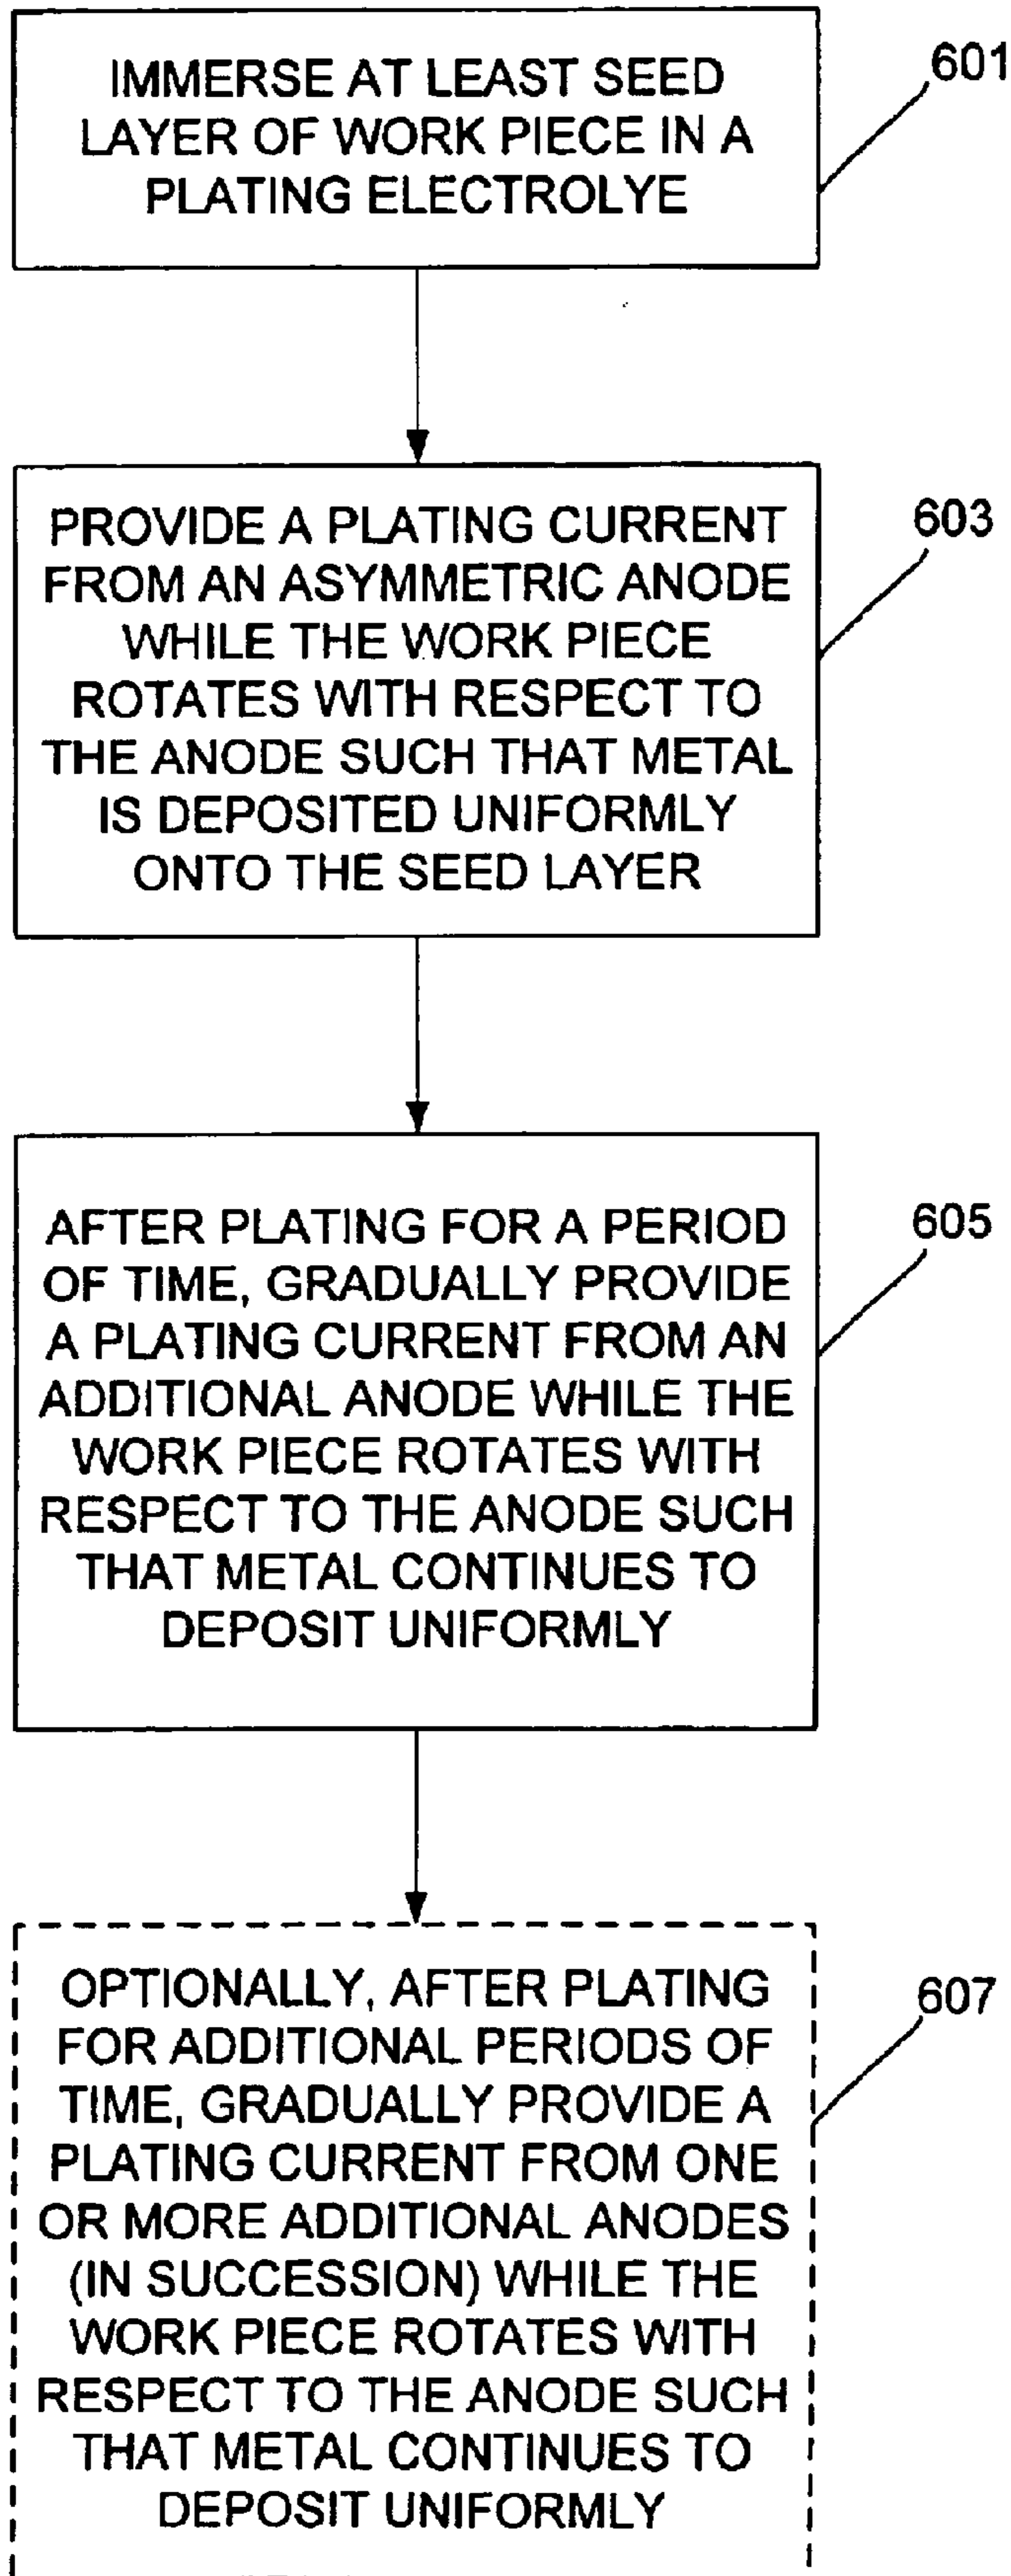 IMMERSE AT LEAST SEED
LAYER OF WORK PIECE IN A
PLATING ELECTROLYE
601
PROVIDE A PLATING CURRENT
FROM AN ASYMMETRIC ANODE
WHILE THE WORK PIECE
ROTATES WITH RESPECT TO
THE ANODE SUCH THAT METAL
IS DEPOSITED UNIFORMLY
ONTO THE SEED LAYER
603
AFTER PLATING FOR A PERIOD
OF TIME, GRADUALLY PROVIDE
A PLATING CURRENT FROM AN
ADDITIONAL ANODE WHILE THE
WORK PIECE ROTATES WITH
RESPECT TO THE ANODE SUCH
THAT METAL CONTINUES TO
DEPOSIT UNIFORMLY
605
OPTIONALLY, AFTER PLATING
FOR ADDITIONAL PERIODS OF
TIME, GRADUALLY PROVIDE A
PLATING CURRENT FROM ONE
OR MORE ADDITIONAL ANODES
(IN SUCCESSION) WHILE THE
WORK PIECE ROTATES WITH
RESPECT TO THE ANODE SUCH
THAT METAL CONTINUES TO
DEPOSIT UNIFORMLY
607